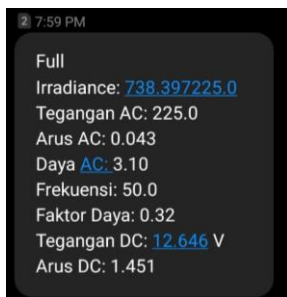 2 7:59 PM
Full
Irradiance: 738.397225.0
Tegangan AC: 225.0
Arus AC: 0.043
Daya AC: 3.10
Frekuensi: 50.0
Faktor Daya: 0.32
Tegangan DC: 12.646 V
Arus DC: 1.451